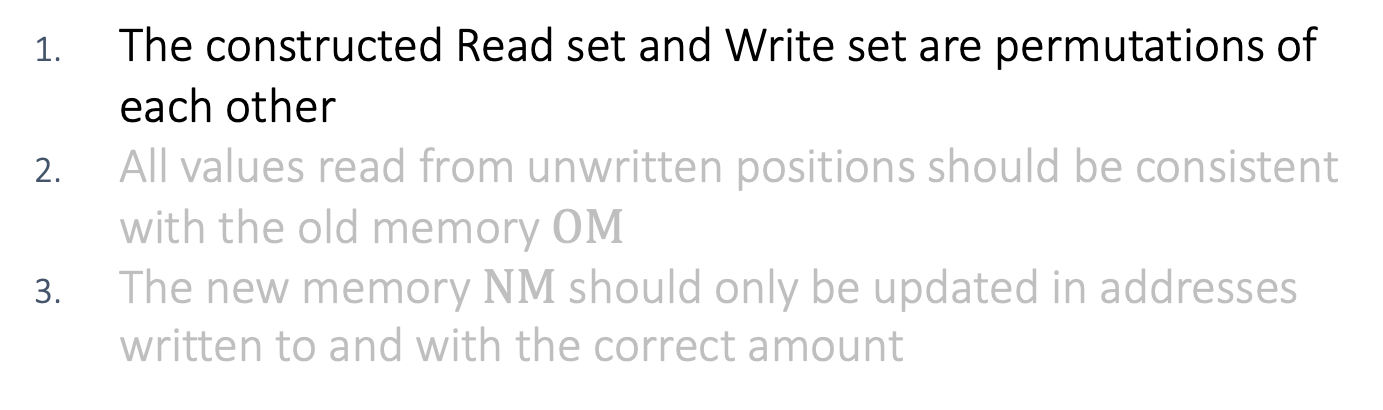 1. The constructed Read set and Write set are permutations of
each other
2. All values read from unwritten positions should be consistent
with the old memory OM
3. The new memory NM should only be updated in addresses
written to and with the correct amount